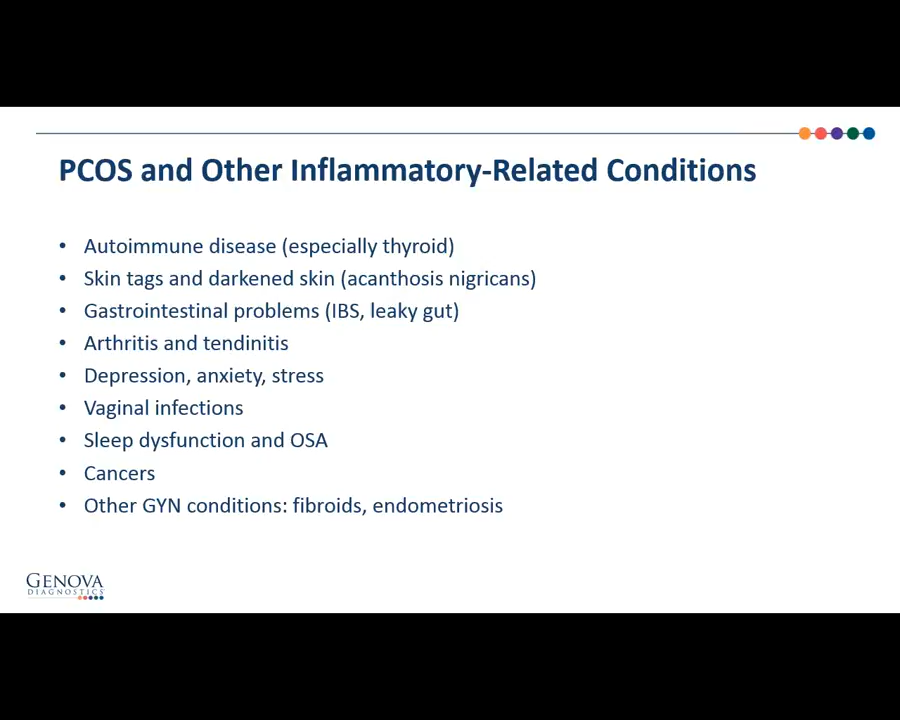 PCOS and Other Inflammatory-Related Conditions
• Autoimmune disease (especially thyroid)
• Skin tags and darkened skin (acanthosis nigricans)
• Gastrointestinal problems (IBS, leaky gut)
• Arthritis and tendinitis
• Depression, anxiety, stress
• Vaginal infections
• Sleep dysfunction and OSA
• Cancers
• Other GYN conditions: fibroids, endometriosis
GENOVA
DIAGNOSTICS